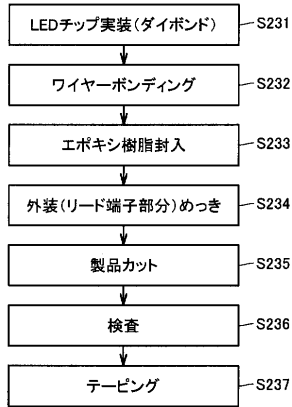 LEDチップ実装(ダイボンド) S231
ワイヤーボンディング S232
エポキシ樹脂封入 S233
外装(リード端子部分)めっき S234
製品カット S235
検査 S236
テーピング S237